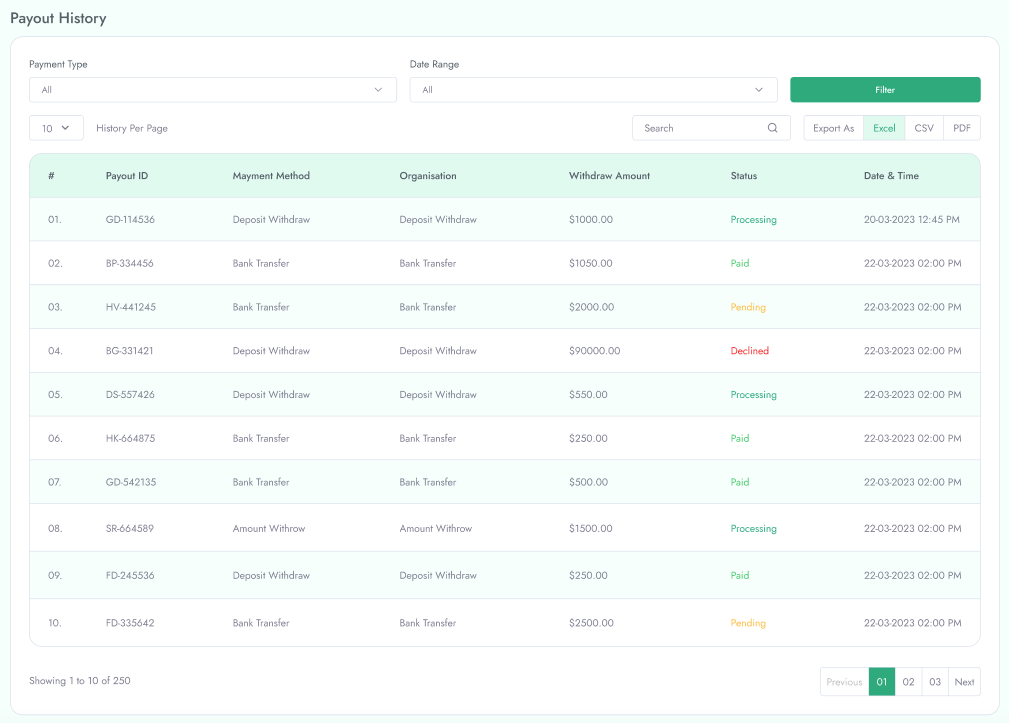 Payout History
Payment Type Date Range
All All Filter
10 History Per Page Search Export As Excel CSV PDF
# Payout ID Mayment Method Organisation Withdraw Amount Status Date & Time
01. GD-114536 Deposit Withdraw Deposit Withdraw $1000.00 Processing 20-03-2023 12:45 PM
02. BP-334456 Bank Transfer Bank Transfer $1050.00 Paid 22-03-2023 02:00 PM
03. HV-441245 Bank Transfer Bank Transfer $2000.00 Pending 22-03-2023 02:00 PM
04. BG-331421 Deposit Withdraw Deposit Withdraw $90000.00 Declined 22-03-2023 02:00 PM
05. DS-557426 Deposit Withdraw Deposit Withdraw $550.00 Processing 22-03-2023 02:00 PM
06. HK-664875 Bank Transfer Bank Transfer $250.00 Paid 22-03-2023 02:00 PM
07. GD-542135 Bank Transfer Bank Transfer $500.00 Paid 22-03-2023 02:00 PM
08. SR-664589 Amount Withrow Amount Withrow $1500.00 Processing 22-03-2023 02:00 PM
09. FD-245536 Deposit Withdraw Deposit Withdraw $250.00 Paid 22-03-2023 02:00 PM
10. FD-335642 Bank Transfer Bank Transfer $2500.00 Pending 22-03-2023 02:00 PM
Showing 1 to 10 of 250 Previous 01 02 03 Next